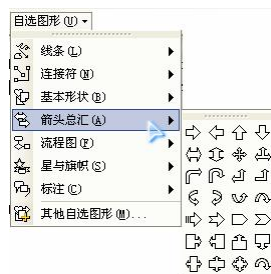 自选图形(U)
线条(L)
连接符(N)
基本形状(B)
箭头总汇(A)
流程图(F)
星与旗帜(S)
标注(C)
其他自选图形(M)...